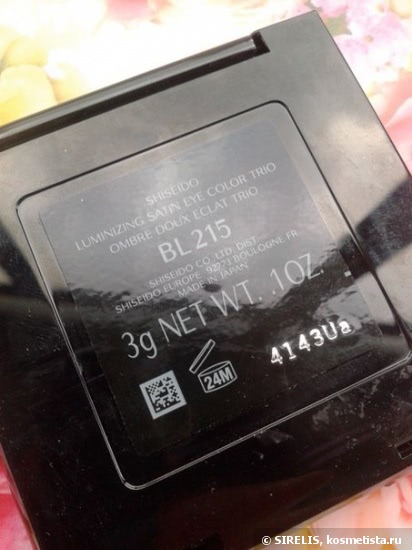 SHISEIDO
LUMINIZING SATIN EYE COLOR TRIO
OMBRE DOUX ECLAT TRIO
BL215
SHISEIDO CO., LTD. DIST.
SHISEIDO EUROPE, 92773 BOULOGNE FR
MADE IN JAPAN
3g NET WT. .1OZ.
24M
4143Ua
© SIRELIS, kosmetista.ru